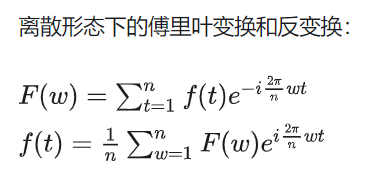 离散形态下的傅里叶变换和反变换:
F(w) = ∑_{t=1}^{n} f(t)e^{-i\frac{2π}{n}wt}
f(t) = \frac{1}{n} ∑_{w=1}^{n} F(w)e^{i\frac{2π}{n}wt}